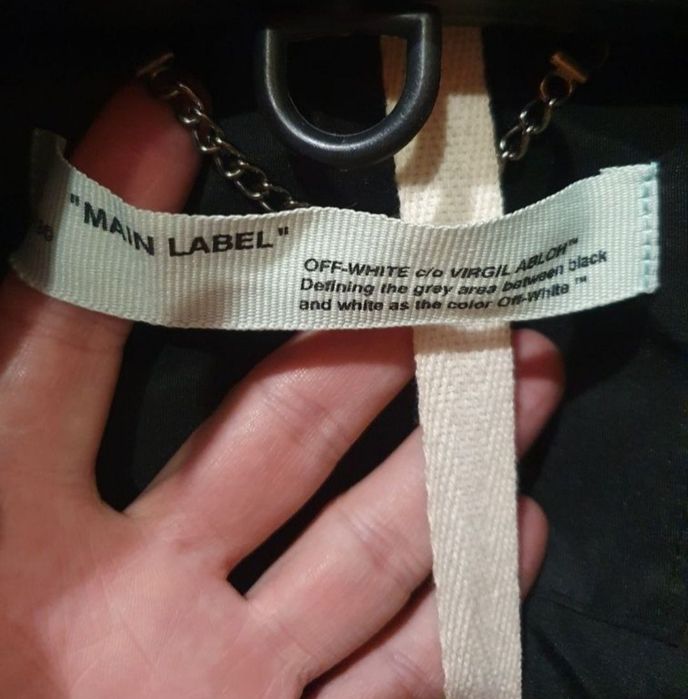 "MAIN LABEL"
OFF-WHITE c/o VIRGIL ABLOH™
Defining the grey area between black
and white as the color Off-White ™